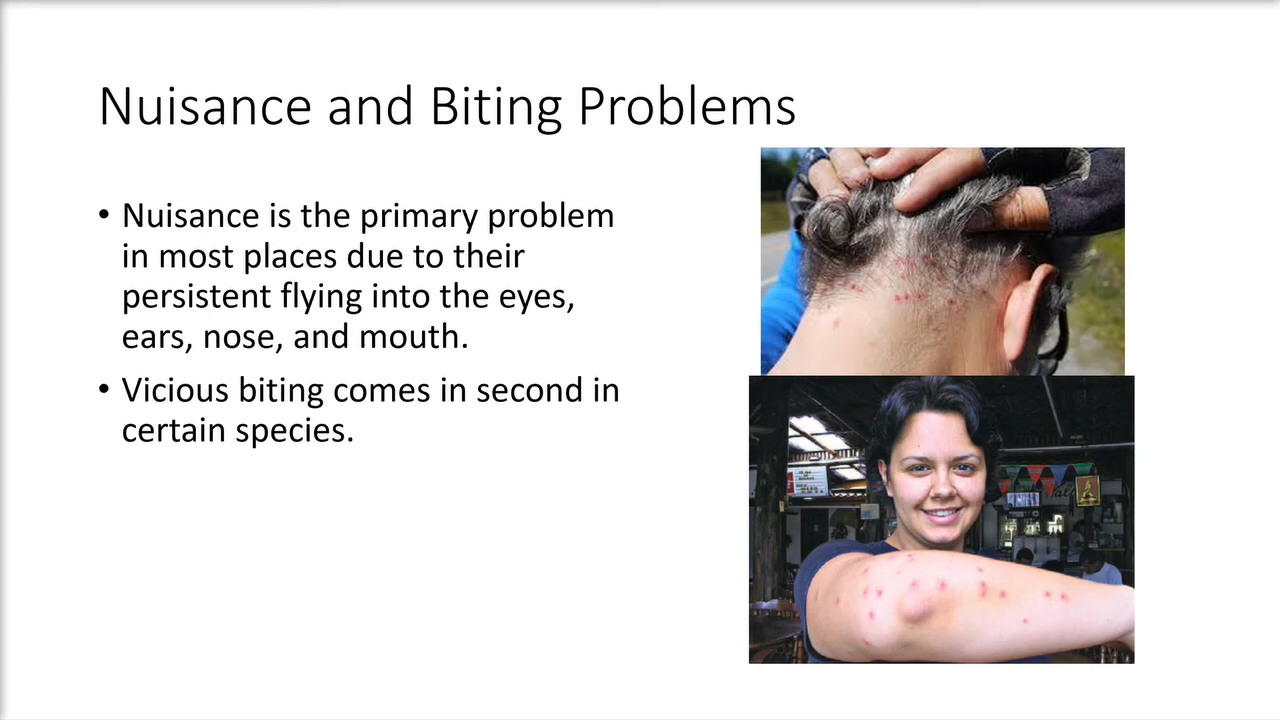 Nuisance and Biting Problems
• Nuisance is the primary problem
in most places due to their
persistent flying into the eyes,
ears, nose, and mouth.
• Vicious biting comes in second in
certain species.